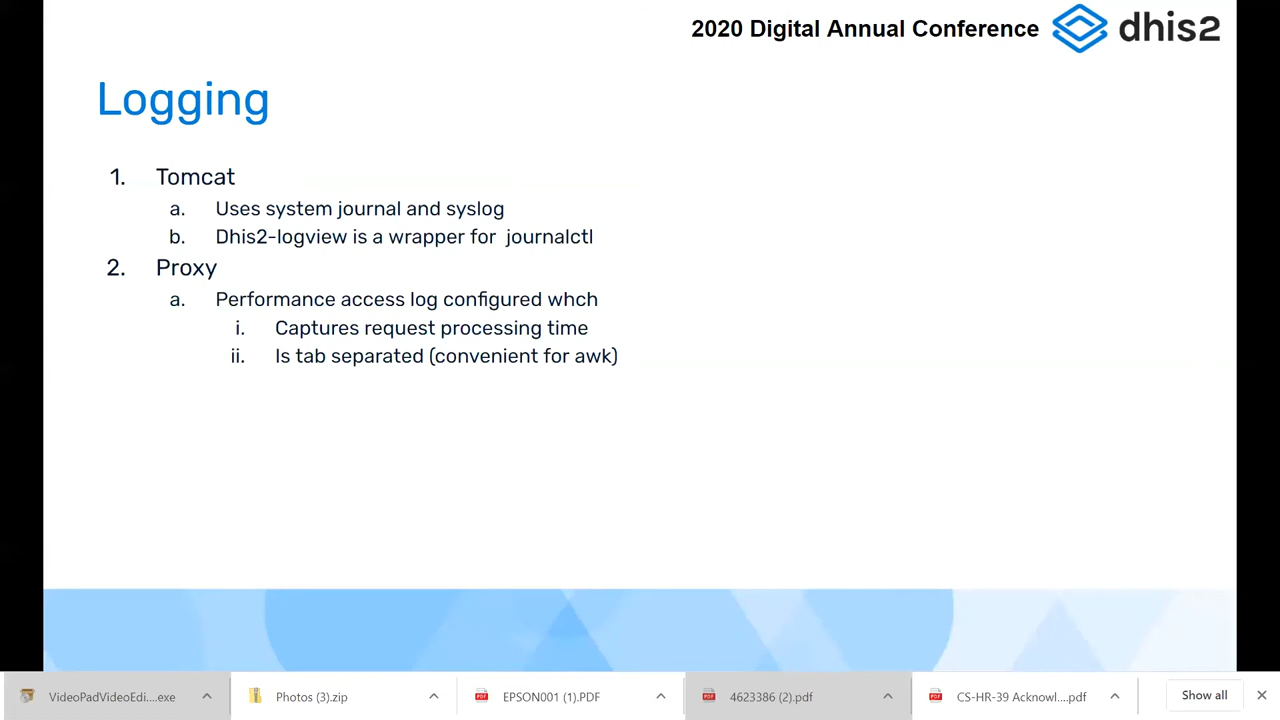 2020 Digital Annual Conference dhis2
Logging
1. Tomcat
a. Uses system journal and syslog
b. Dhis2-logview is a wrapper for journalctl
2. Proxy
a. Performance access log configured whch
i. Captures request processing time
ii. Is tab separated (convenient for awk)
VideoPadVideoEdi....exe Photos (3).zip EPSON001 (1).PDF 4623386 (2).pdf CS-HR-39 Acknowl....pdf Show all